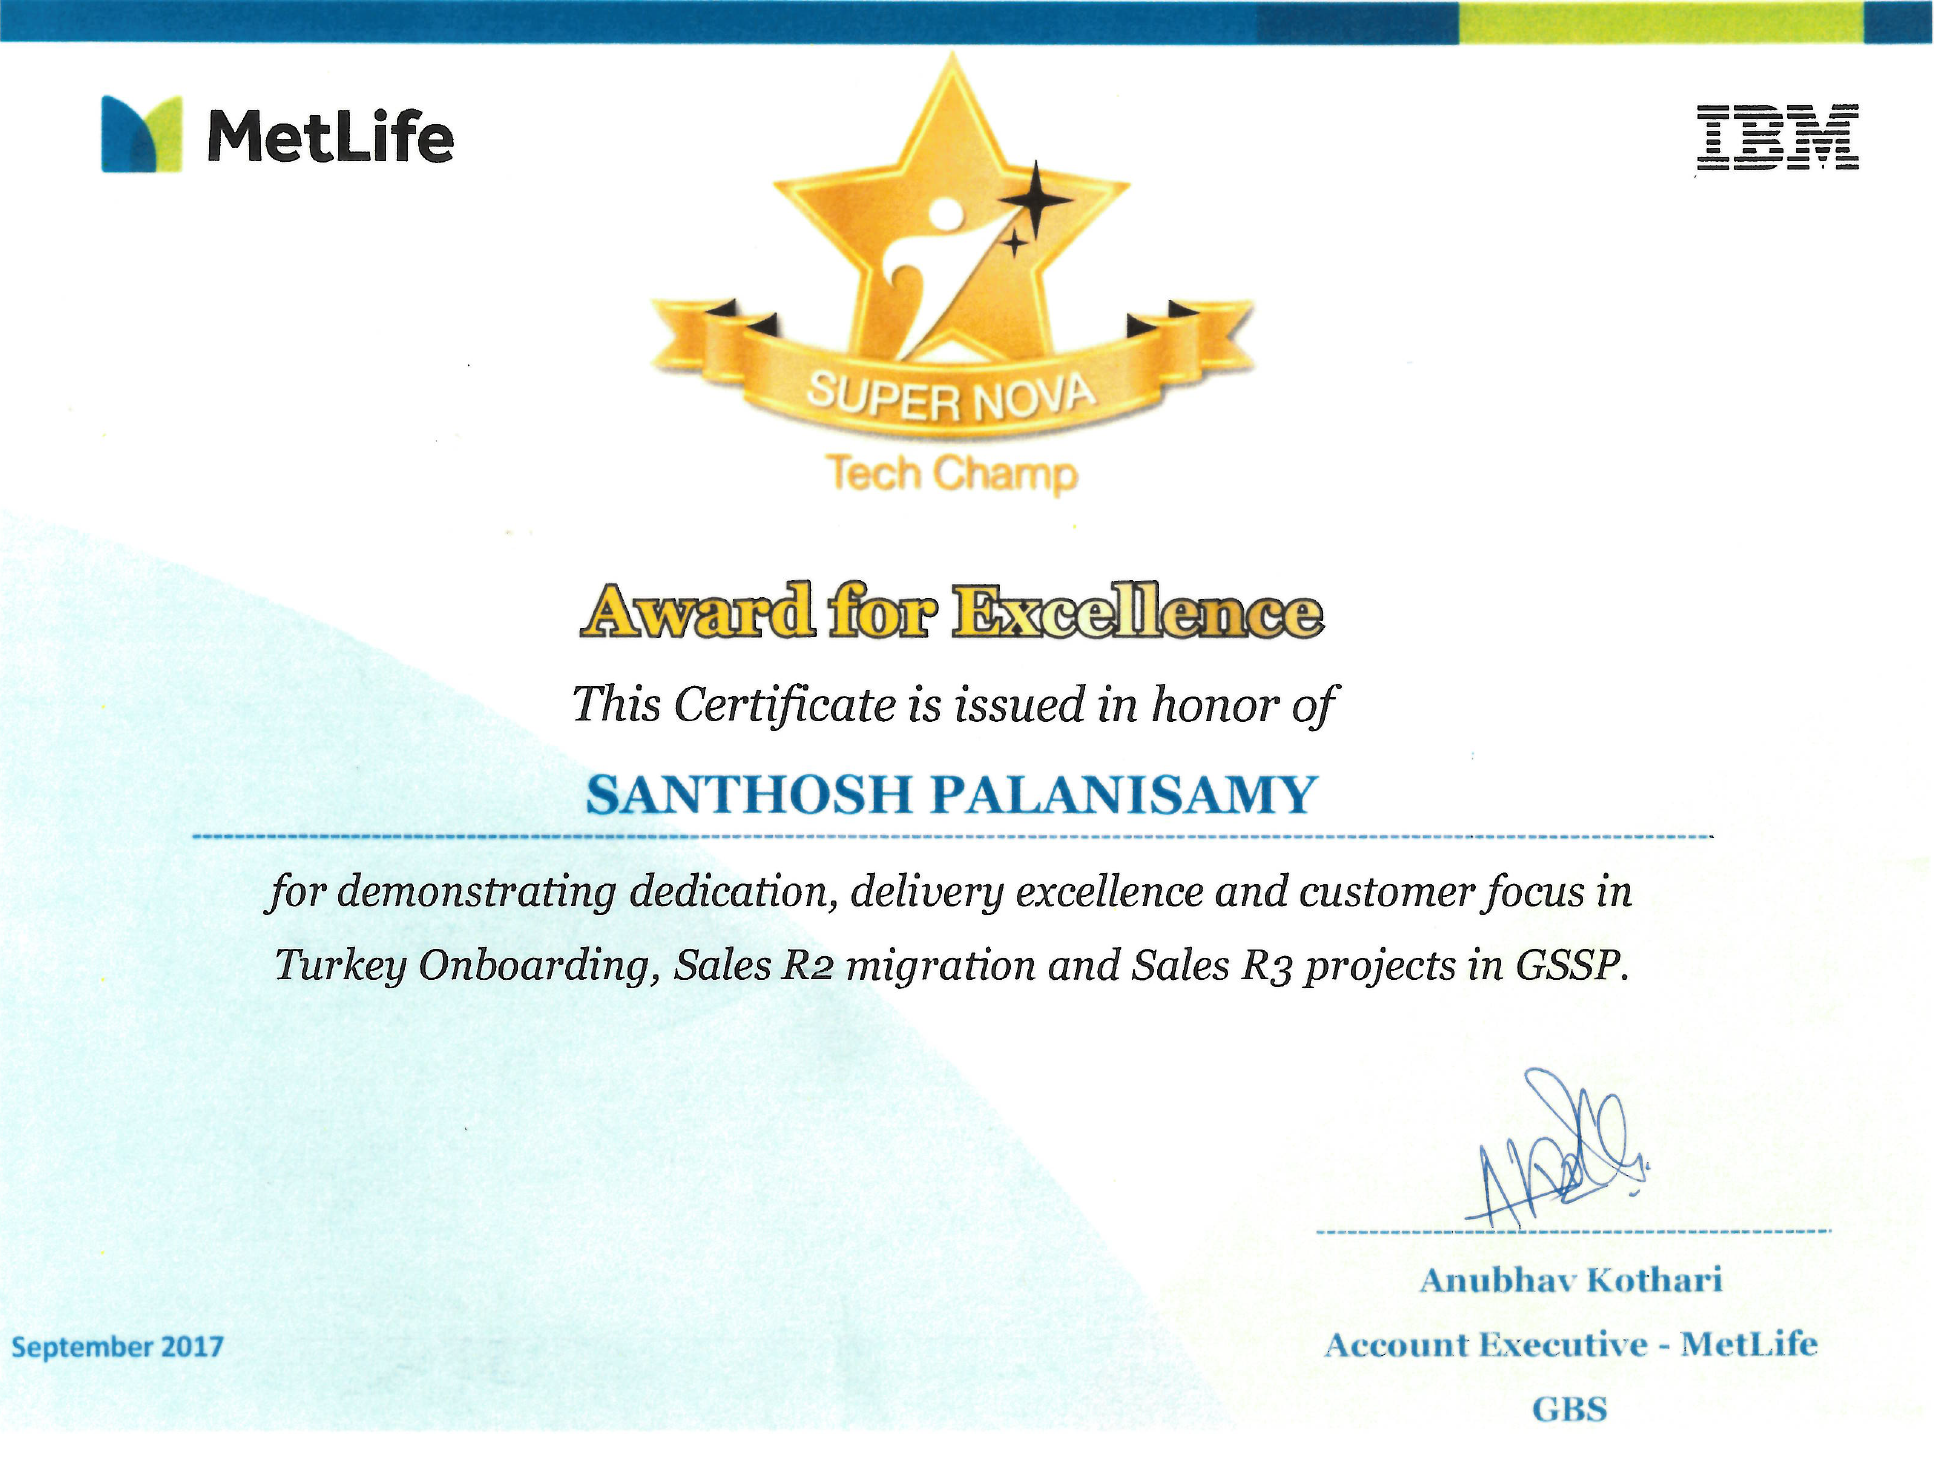 MetLife
IBM
SUPER NOVA
Tech Champ
Award for Excellence
This Certificate is issued in honor of
SANTHOSH PALANISAMY
for demonstrating dedication, delivery excellence and customer focus in
Turkey Onboarding, Sales R2 migration and Sales R3 projects in GSSP.
Anubhav Kothari
Account Executive - MetLife
GBS
September 2017